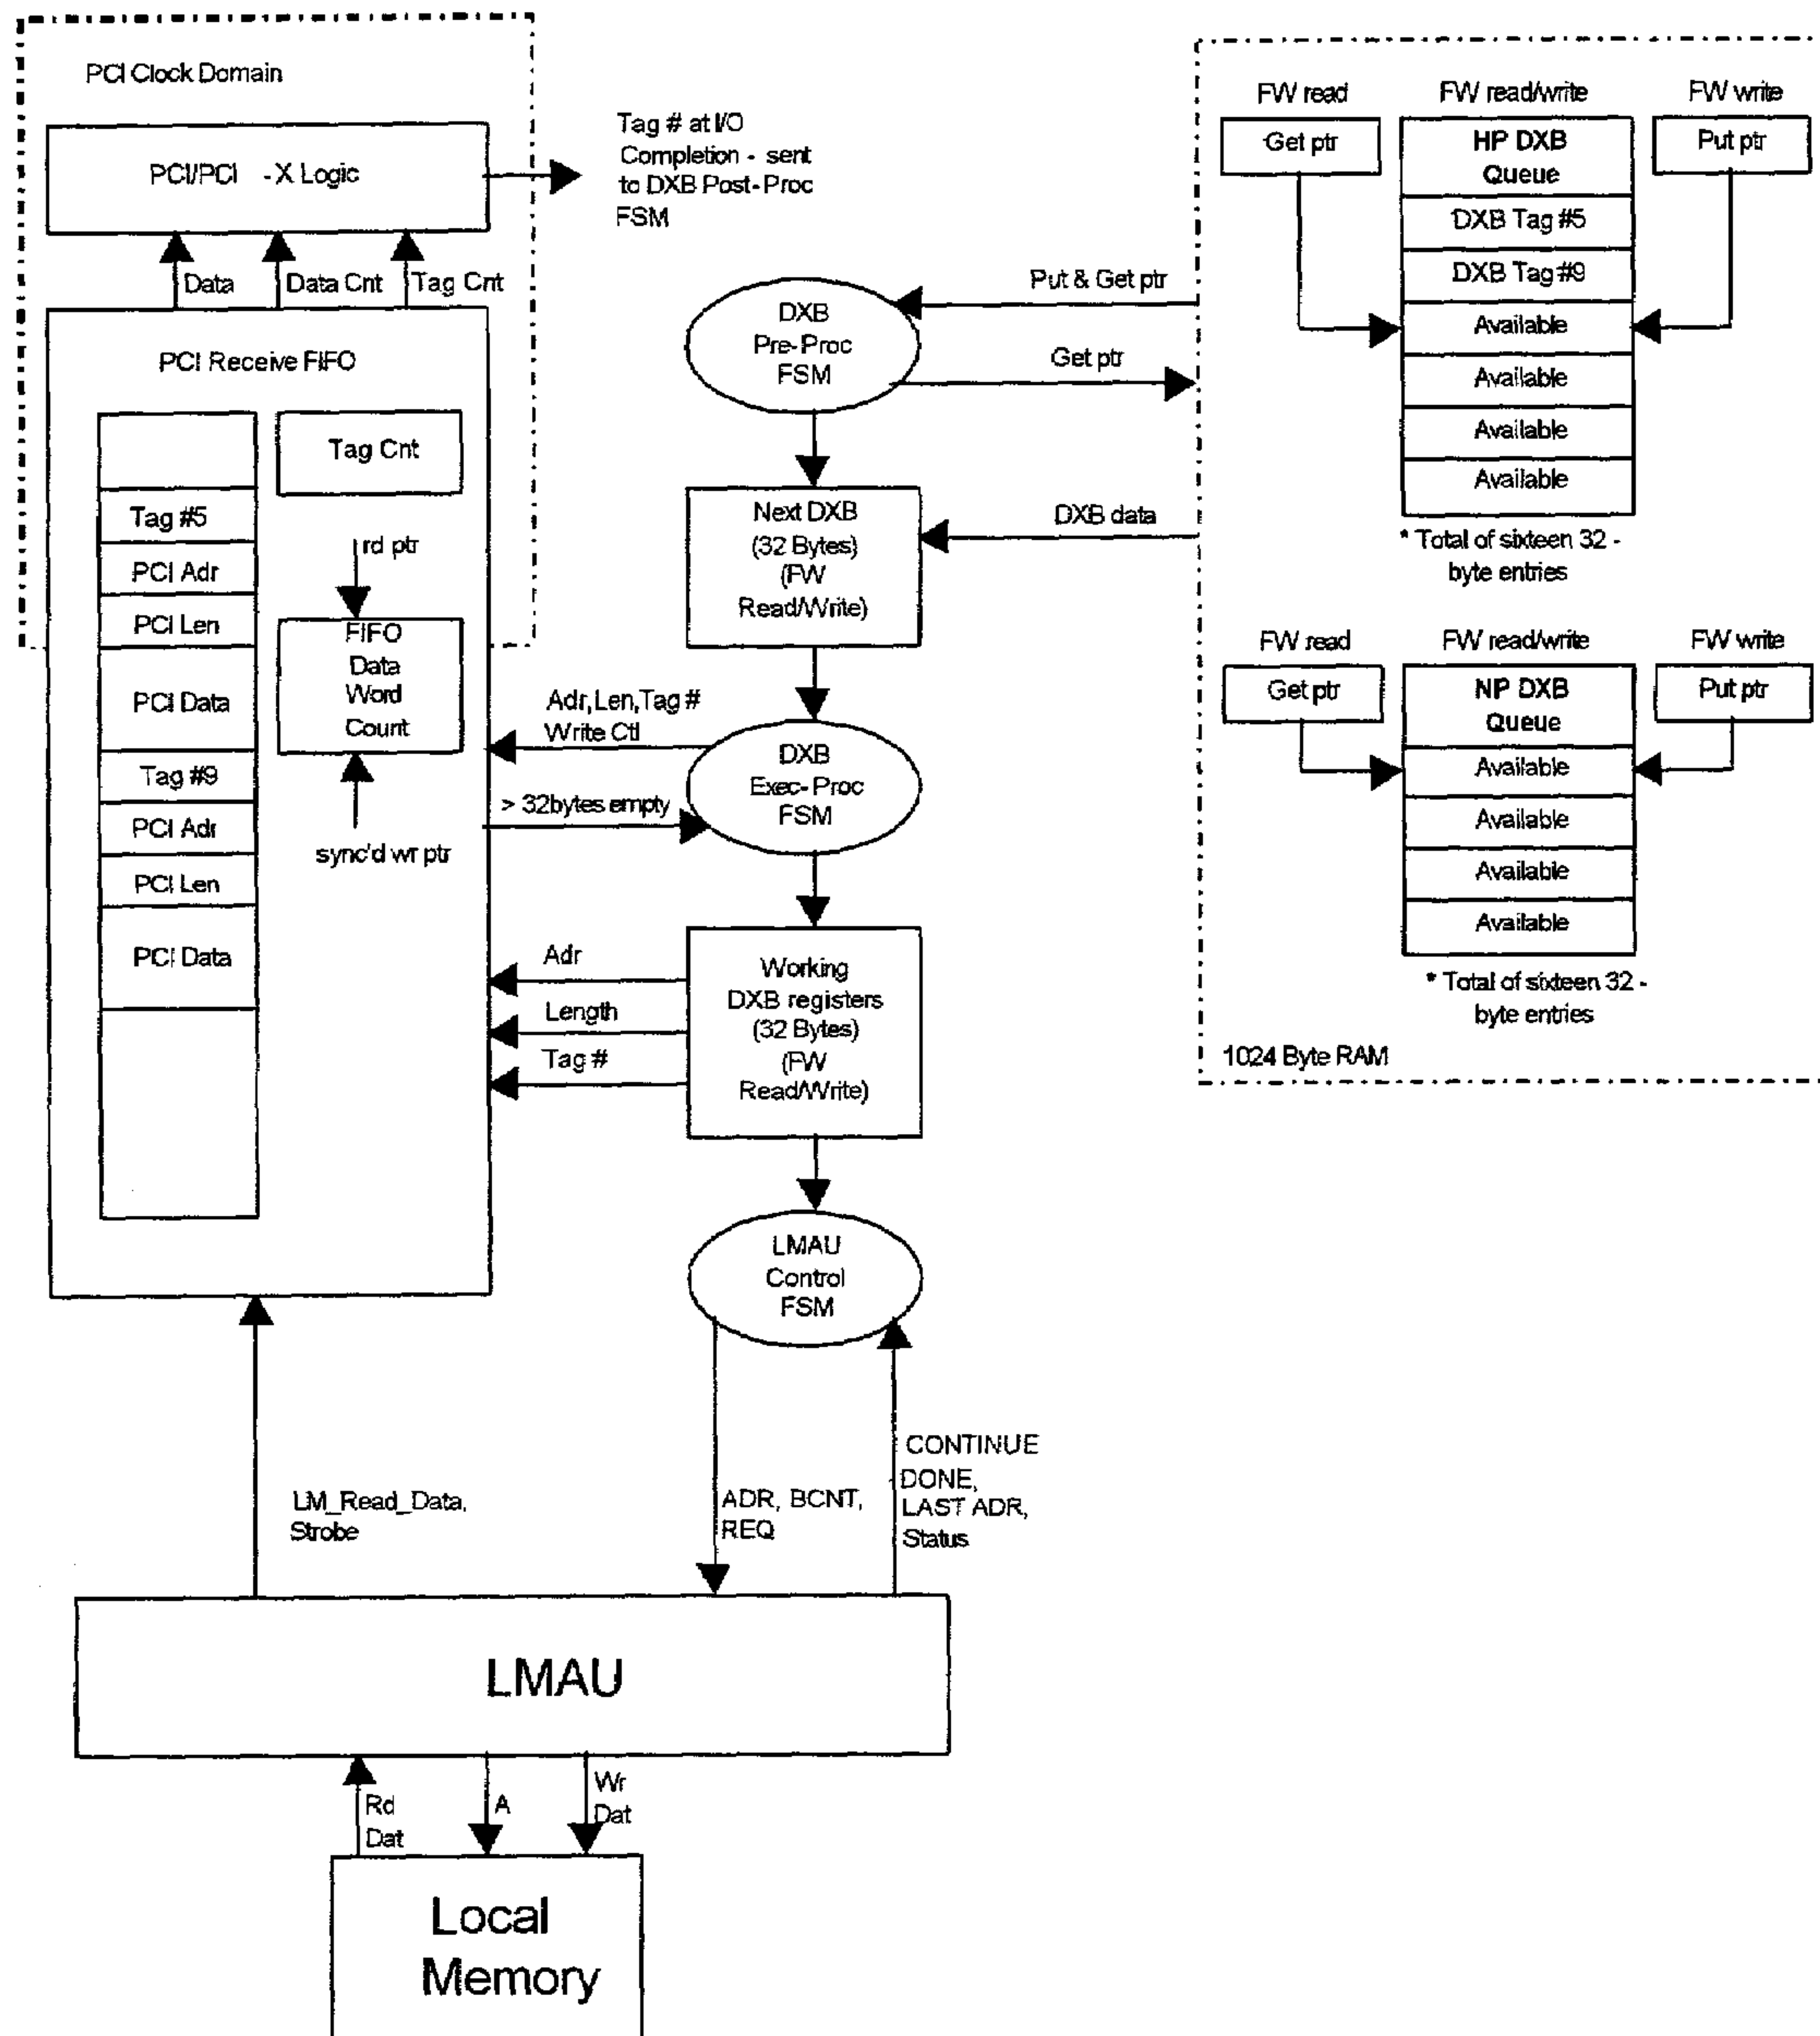 PCI Clock Domain
PCI/PCI - X Logic
Tag # at I/O
Completion - sent
to DXB Post-Proc
FSM
Data
Data Cnt
Tag Cnt
PCI Receive FIFO
Tag Cnt
Tag #5
PCI Adr
PCI Len
PCI Data
Tag #9
PCI Adr
PCI Len
PCI Data
rd ptr
FIFO
Data
Word
Count
sync'd wr ptr
DXB
Pre-Proc
FSM
Put & Get ptr
Get ptr
Next DXB
(32 Bytes)
(FW
Read/Write)
DXB data
Adr,Len,Tag #
Write Ctl
> 32bytes empty
DXB
Exec-Proc
FSM
Adr
Length
Tag #
Working
DXB registers
(32 Bytes)
(FW
Read/Write)
LMAU
Control
FSM
LM_Read_Data,
Strobe
ADR, BCNT,
REQ
CONTINUE
DONE,
LAST ADR,
Status
LMAU
Rd
Dat
A
Wr
Dat
Local
Memory
FW read
FW read/write
FW write
Get ptr
HP DXB
Queue
Put ptr
DXB Tag #5
DXB Tag #9
Available
Available
Available
Available
* Total of sixteen 32 -
byte entries
FW read
FW read/write
FW write
Get ptr
NP DXB
Queue
Put ptr
Available
Available
Available
Available
* Total of sixteen 32 -
byte entries
1024 Byte RAM